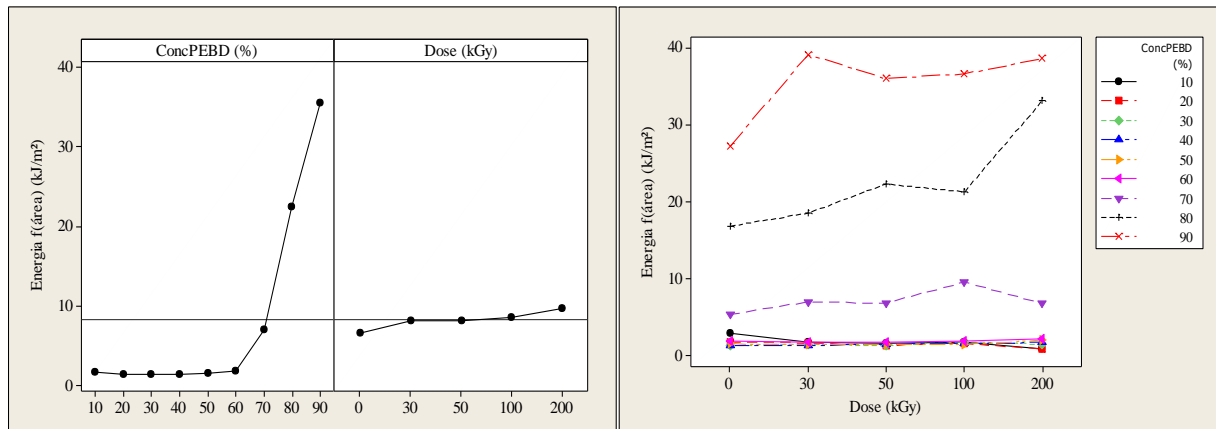 ConcPEBD (%) Dose (kGy)
Energia f(área) (kJ/m²)
40
30
20
10
0
10 20 30 40 50 60 70 80 90 0 30 50 100 200
Energia f(área) (kJ/m²)
40
30
20
10
0
0 30 50 100 200
Dose (kGy)
ConcPEBD
(%)
10
20
30
40
50
60
70
80
90